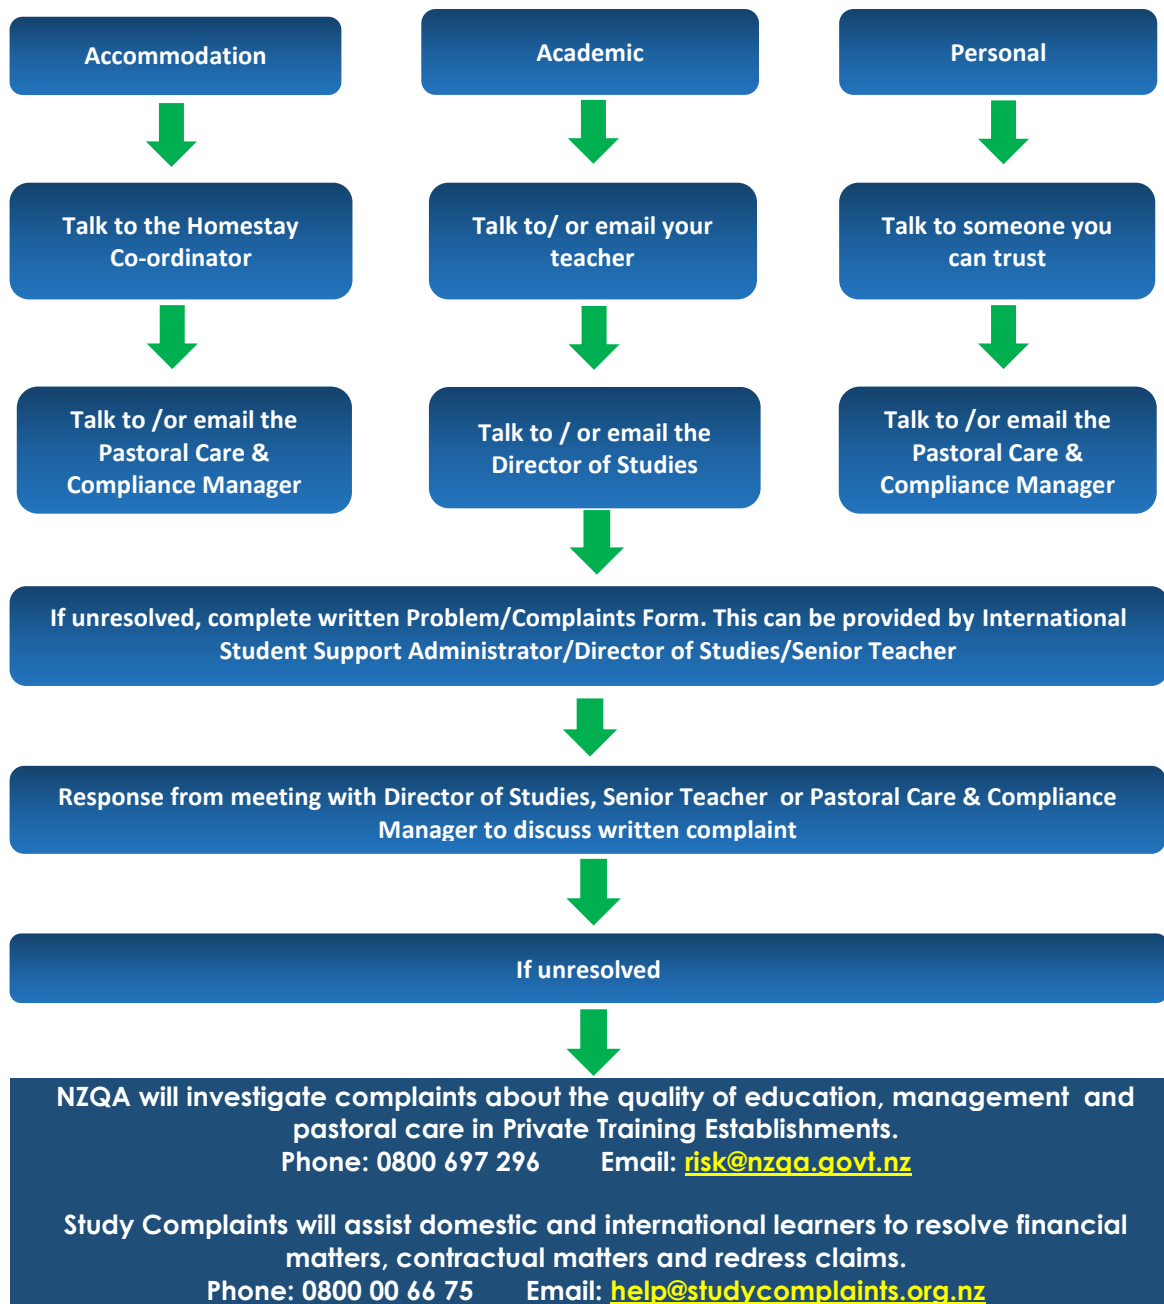 Accommodation
Academic
Personal
Talk to the Homestay
Co-ordinator
Talk to/ or email your
teacher
Talk to someone you
can trust
Talk to /or email the
Pastoral Care &
Compliance Manager
Talk to / or email the
Director of Studies
Talk to /or email the
Pastoral Care &
Compliance Manager
If unresolved, complete written Problem/Complaints Form. This can be provided by International
Student Support Administrator/Director of Studies/Senior Teacher
Response from meeting with Director of Studies, Senior Teacher or Pastoral Care & Compliance
Manager to discuss written complaint
If unresolved
NZQA will investigate complaints about the quality of education, management and
pastoral care in Private Training Establishments.
Phone: 0800 697 296 Email: risk@nzqa.govt.nz
Study Complaints will assist domestic and international learners to resolve financial
matters, contractual matters and redress claims.
Phone: 0800 00 66 75 Email: help@studycomplaints.org.nz